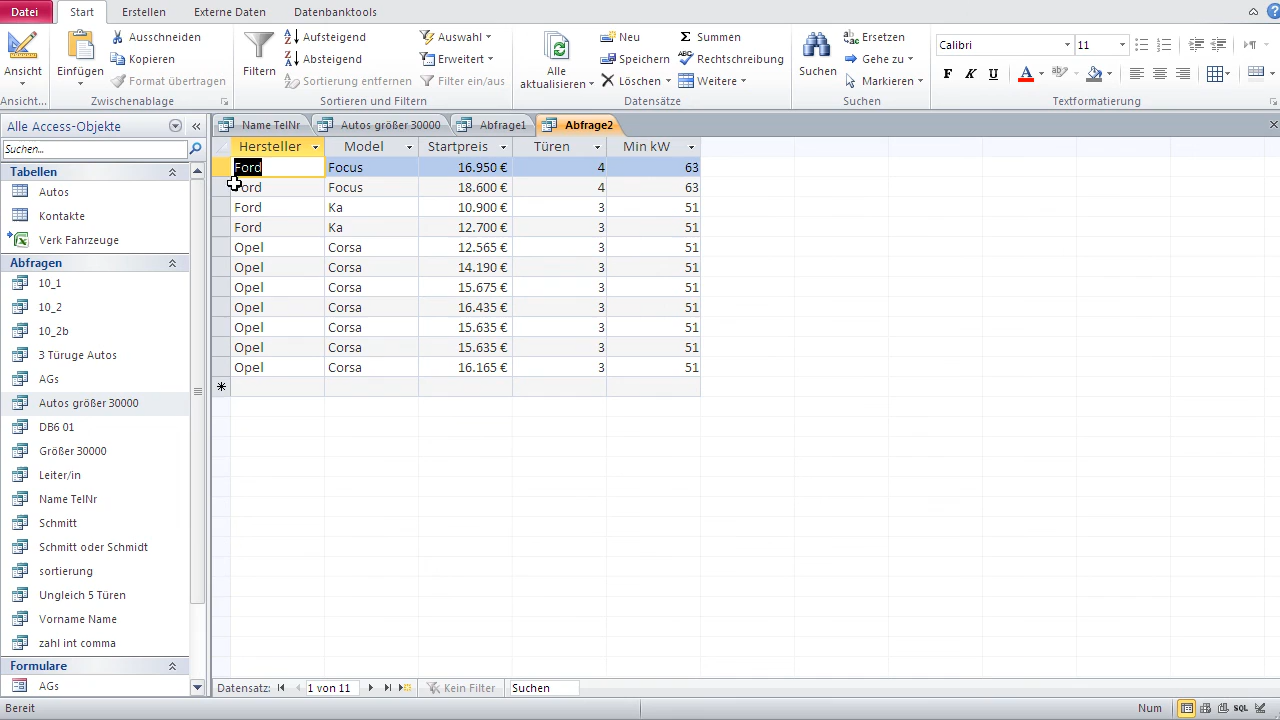 Datei Start Erstellen Externe Daten Datenbanktools
Ansicht
Ansicht...
Einfügen
Ausschneiden
Kopieren
Format übertragen
Zwischenablage
Filtern
Aufsteigend
Absteigend
Sortierung entfernen
Auswahl
Erweitert
Filter ein/aus
Sortieren und Filtern
Alle
aktualisieren
Neu
Speichern
Löschen
Summen
Rechtschreibung
Weitere
Datensätze
Suchen
Ersetzen
Gehe zu
Markieren
Suchen
Calibri 11
F K U
Textformatierung
Alle Access-Objekte
Suchen...
Tabellen
Autos
Kontakte
Verk Fahrzeuge
Abfragen
10_1
10_2
10_2b
3 Türuge Autos
AGs
Autos größer 30000
DB6 01
Größer 30000
Leiter/in
Name TelNr
Schmitt
Schmitt oder Schmidt
sortierung
Ungleich 5 Türen
Vorname Name
zahl int comma
Formulare
AGs
Name TelNr Autos größer 30000 Abfrage1 Abfrage2
Hersteller Model Startpreis Türen Min kW
Ford Focus 16.950 € 4 63
Ford Focus 18.600 € 4 63
Ford Ka 10.900 € 3 51
Ford Ka 12.700 € 3 51
Opel Corsa 12.565 € 3 51
Opel Corsa 14.190 € 3 51
Opel Corsa 15.675 € 3 51
Opel Corsa 16.435 € 3 51
Opel Corsa 15.635 € 3 51
Opel Corsa 15.635 € 3 51
Opel Corsa 16.165 € 3 51
Datensatz: 1 von 11 Kein Filter Suchen
Bereit Num SQL